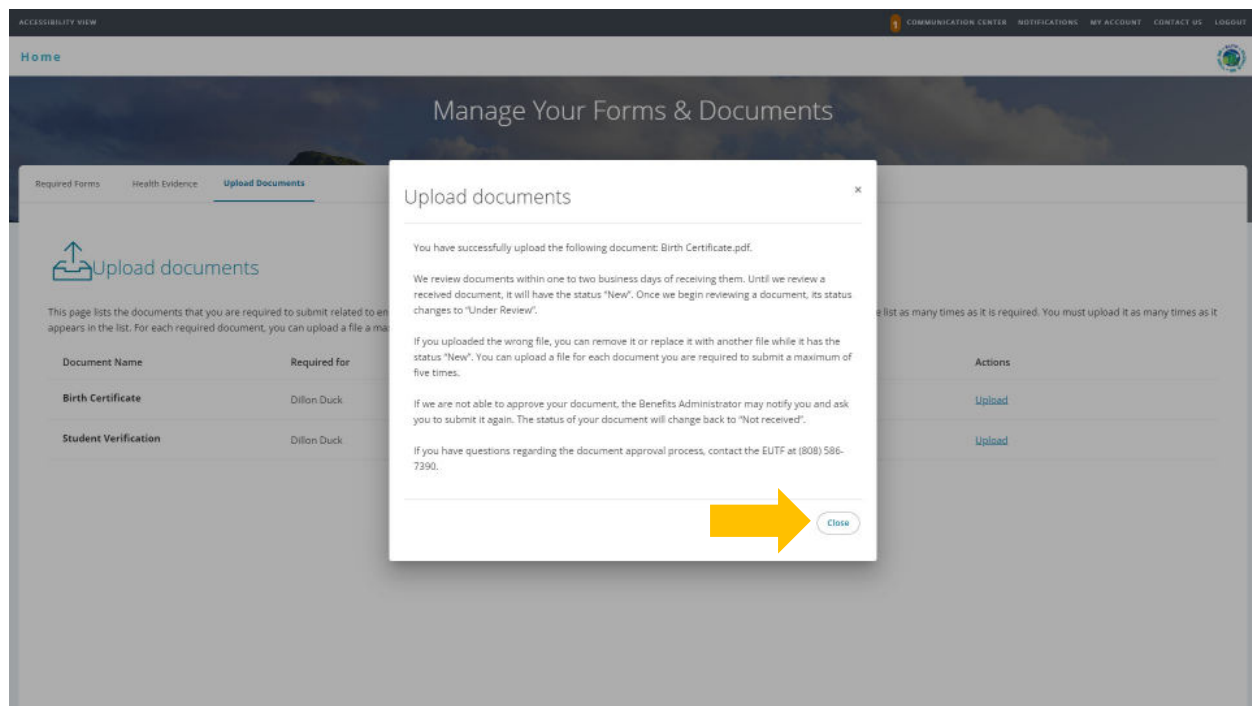 ACCESSIBILITY VIEW
1 COMMUNICATION CENTER NOTIFICATIONS MY ACCOUNT CONTACT US LOGOUT
Home
Manage Your Forms & Documents
Required Forms Health Evidence Upload Documents
Upload documents
This page lists the documents that you are required to submit related to en
e list as many times as it is required. You must upload it as many times as it
appears in the list. For each required document, you can upload a file a ma
Document Name Required for Actions
Birth Certificate Dillon Duck Upload
Student Verification Dillon Duck Upload
Upload documents ×
You have successfully upload the following document: Birth Certificate.pdf.
We review documents within one to two business days of receiving them. Until we review a
received document, it will have the status "New". Once we begin reviewing a document, its status
changes to "Under Review".
If you uploaded the wrong file, you can remove it or replace it with another file while it has the
status "New". You can upload a file for each document you are required to submit a maximum of
five times.
If we are not able to approve your document, the Benefits Administrator may notify you and ask
you to submit it again. The status of your document will change back to "Not received".
If you have questions regarding the document approval process, contact the EUTF at (808) 586-
7390.
Close